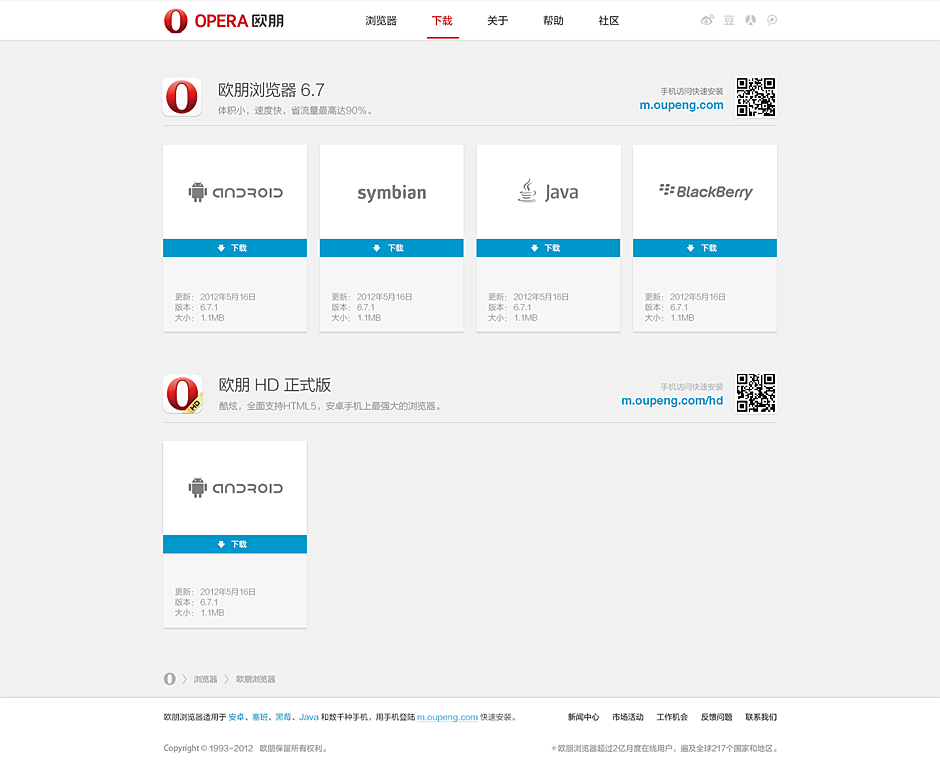 OPERA 欧朋
浏览器 下载 关于 帮助 社区
豆
欧朋浏览器 6.7
体积小，速度快，省流量最高达90%。
手机访问快速安装
m.oupeng.com
ANDROID
下载
更新： 2012年5月16日
版本： 6.7.1
大小： 1.1MB
symbian
下载
更新： 2012年5月16日
版本： 6.7.1
大小： 1.1MB
Java
下载
更新： 2012年5月16日
版本： 6.7.1
大小： 1.1MB
BlackBerry
下载
更新： 2012年5月16日
版本： 6.7.1
大小： 1.1MB
HD
欧朋 HD 正式版
酷炫，全面支持HTML5，安卓手机上最强大的浏览器。
手机访问快速安装
m.oupeng.com/hd
ANDROID
下载
更新： 2012年5月16日
版本： 6.7.1
大小： 1.1MB
浏览器 〉 欧朋浏览器
欧朋浏览器适用于 安卓、塞班、黑莓、Java 和数千种手机，用手机登陆 m.oupeng.com 快速安装。
新闻中心 市场活动 工作机会 反馈问题 联系我们
Copyright © 1993-2012 欧朋保留所有权利。
*欧朋浏览器超过2亿月度在线用户，遍及全球217个国家和地区。